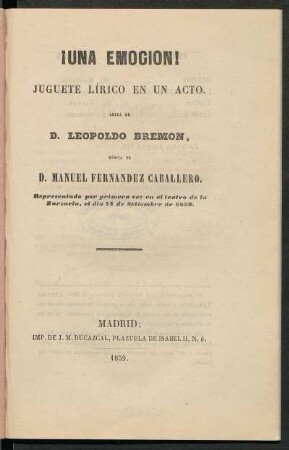 ¡UNA EMOCION!
JUGUETE LÍRICO EN UN ACTO.
LETRA DE
D. LEOPOLDO BREMON,
MÚSICA DE
D. MANUEL FERNANDEZ CABALLERO.
Representado por primera vez en el teatro de la
Zarzuela, el dia 12 de Setiembre de
MADRID:
IMP. DE J. M. DUCAZCAL, PLAZUELA DE ISABEL II, N. 6.
1859.